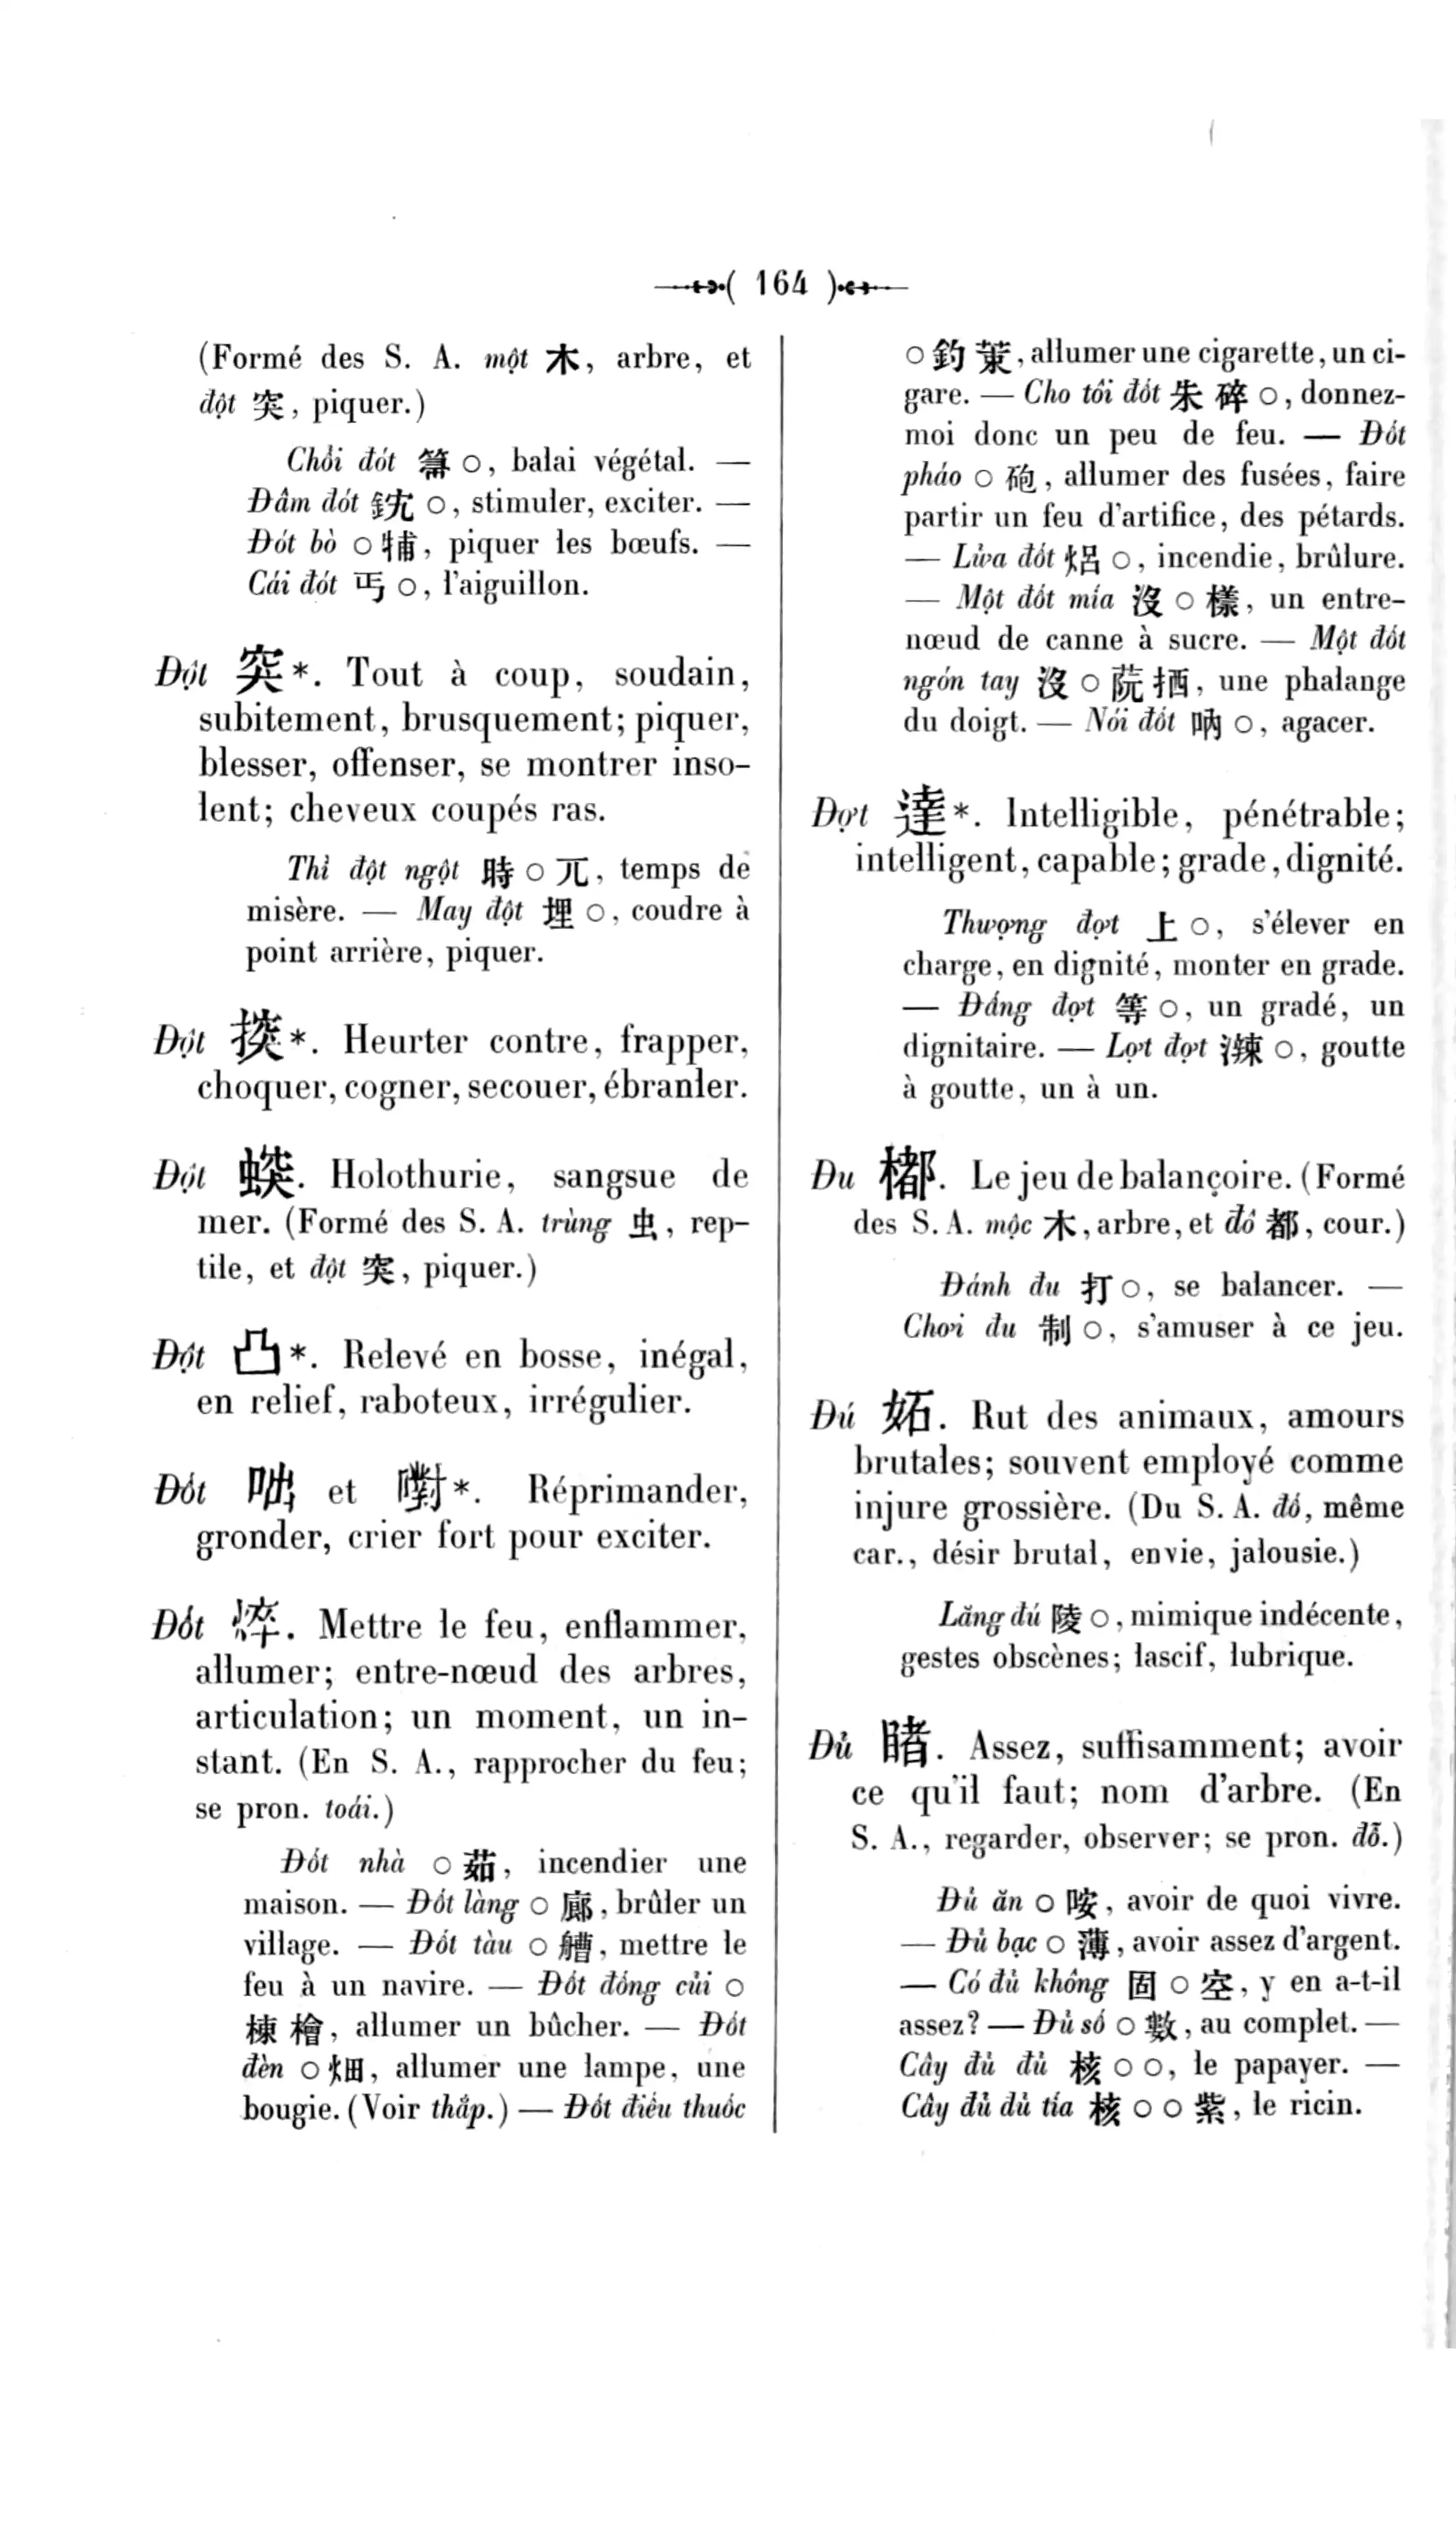 ( 164 )
(Formé des S. A. một 木, arbre, et
đột 突, piquer.)
Chổi đót 箒 ○, balai végétal. —
Đâm đót ○, stimuler, exciter. —
Đót bò ○ 𤙭, piquer les bœufs. —
Cái đót 丐 ○, l'aiguillon.
Đột 突*. Tout à coup, soudain,
subitement, brusquement; piquer,
blesser, offenser, se montrer inso-
lent; cheveux coupés ras.
Thì đột ngột 時 ○ 兀, temps de
misère. — May đột 埋 ○, coudre à
point arrière, piquer.
Đột 揬*. Heurter contre, frapper,
choquer, cogner, secouer, ébranler.
Đột 蝬. Holothurie, sangsue de
mer. (Formé des S. A. trùng 虫, rep-
tile, et đột 突, piquer.)
Đột 凸*. Relevé en bosse, inégal,
en relief, raboteux, irrégulier.
Đốt 咄 et 嚉*. Réprimander,
gronder, crier fort pour exciter.
Đốt 焠. Mettre le feu, enflammer,
allumer; entre-nœud des arbres,
articulation; un moment, un in-
stant. (En S. A., rapprocher du feu;
se pron. toái.)
Đốt nhà ○ 茹, incendier une
maison. — Đốt làng ○ 廊, brûler un
village. — Đốt tàu ○ 艚, mettre le
feu à un navire. — Đốt đống củi ○
棟 檜, allumer un bûcher. — Đốt
đèn ○ 畑, allumer une lampe, une
bougie. (Voir thắp.) — Đốt điếu thuốc
○ 釣 葉, allumer une cigarette, un ci-
gare. — Cho tôi đốt 朱 碎 ○, donnez-
moi donc un peu de feu. — Đốt
pháo ○ 砲, allumer des fusées, faire
partir un feu d'artifice, des pétards.
— Lửa đốt 焒 ○, incendie, brûlure.
— Một đốt mía 沒 ○ 樣, un entre-
nœud de canne à sucre. — Một đốt
ngón tay 沒 ○ 𦵧 拪, une phalange
du doigt. — Nói đốt 吶 ○, agacer.
Đợt 達*. Intelligible, pénétrable;
intelligent, capable; grade, dignité.
Thượng đợt 上 ○, s'élever en
charge, en dignité, monter en grade.
— Đấng đợt 等 ○, un gradé, un
dignitaire. — Lợt đợt ○, goutte
à goutte, un à un.
Đu 㯮. Le jeu de balançoire. (Formé
des S. A. mộc 木, arbre, et đô 都, cour.)
Đánh đu 打 ○, se balancer. —
Chơi đu 制 ○, s'amuser à ce jeu.
Đú 妬. Rut des animaux, amours
brutales; souvent employé comme
injure grossière. (Du S. A. đố, même
car., désir brutal, envie, jalousie.)
Lăng đú 陵 ○, mimique indécente,
gestes obscènes; lascif, lubrique.
Đủ 睹. Assez, suffisamment; avoir
ce qu'il faut; nom d'arbre. (En
S. A., regarder, observer; se pron. đỗ.)
Đủ ăn ○ 咹, avoir de quoi vivre.
— Đủ bạc ○ 薄, avoir assez d'argent.
— Có đủ không 固 ○ 空, y en a-t-il
assez? — Đủ số ○ 數, au complet. —
Cây đủ đủ 核 ○ ○, le papayer. —
Cây đủ đủ tía 核 ○ ○ 紫, le ricin.